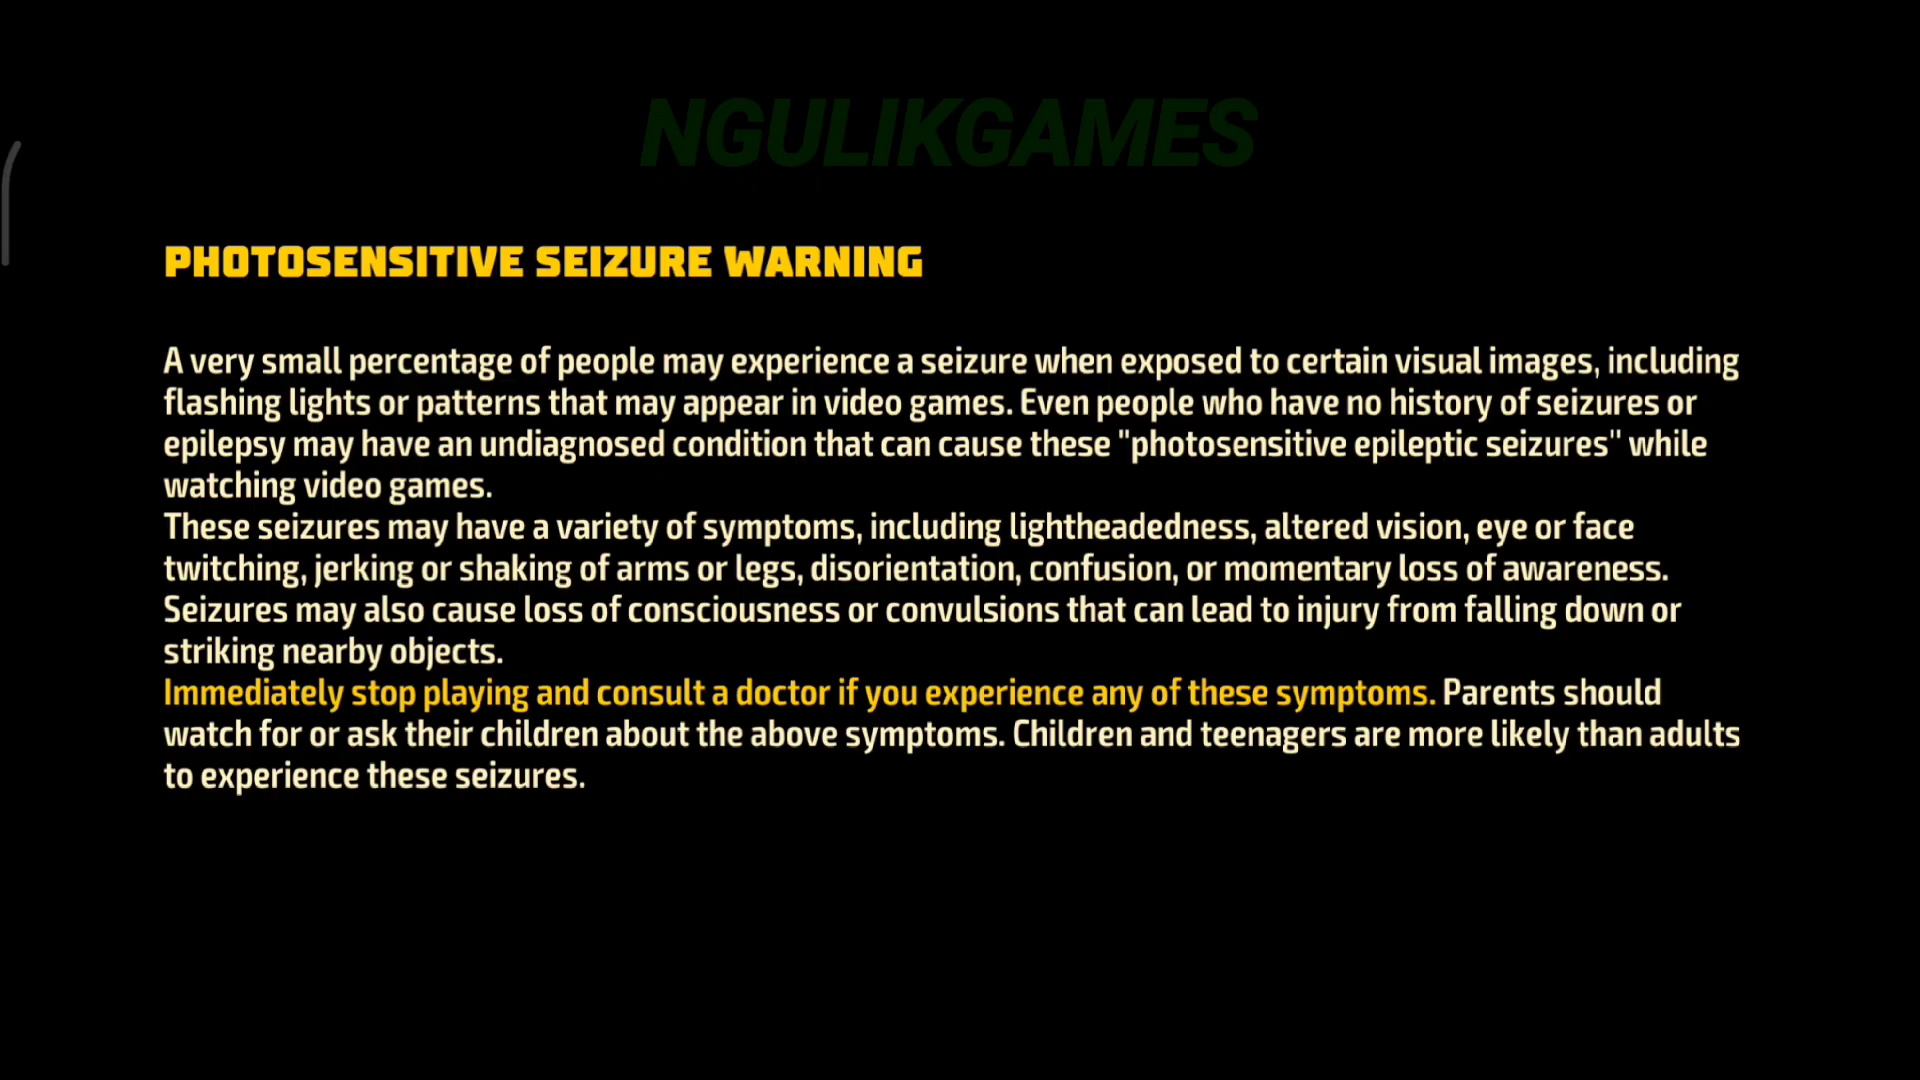 NGULIKGAMES
PHOTOSENSITIVE SEIZURE WARNING
A very small percentage of people may experience a seizure when exposed to certain visual images, including
flashing lights or patterns that may appear in video games. Even people who have no history of seizures or
epilepsy may have an undiagnosed condition that can cause these "photosensitive epileptic seizures" while
watching video games.
These seizures may have a variety of symptoms, including lightheadedness, altered vision, eye or face
twitching, jerking or shaking of arms or legs, disorientation, confusion, or momentary loss of awareness.
Seizures may also cause loss of consciousness or convulsions that can lead to injury from falling down or
striking nearby objects.
Immediately stop playing and consult a doctor if you experience any of these symptoms. Parents should
watch for or ask their children about the above symptoms. Children and teenagers are more likely than adults
to experience these seizures.